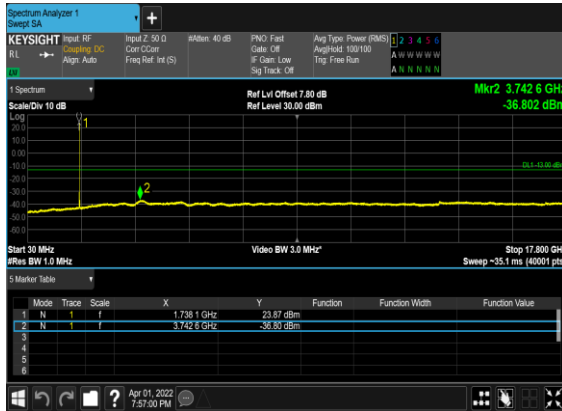 Spectrum Analyzer 1
Swept SA
+
KEYSIGHT Input: RF Input Z: 50 Ω #Atten: 40 dB PNO: Fast Avg Type: Power (RMS) 1 2 3 4 5 6
RL Coupling: DC Corr CCorr Gate: Off Avg|Hold: 100/100 A W W W W W
Align: Auto Freq Ref: Int (S) IF Gain: Low Trig: Free Run
LW Sig Track: Off A N N N N N
1 Spectrum Ref Lvl Offset 7.80 dB Mkr2 3.742 6 GHz
Scale/Div 10 dB Ref Level 30.00 dBm -36.802 dBm
Log
20.0
10.0
0.00
-10.0
-20.0
-30.0
-40.0
-50.0
-60.0
1
DL1 -13.00 dBm
2
Start 30 MHz Video BW 3.0 MHz* Stop 17.800 GHz
#Res BW 1.0 MHz Sweep ~35.1 ms (40001 pts)
5 Marker Table
Mode Trace Scale X Y Function Function Width Function Value
1 N 1 f 1.738 1 GHz 23.87 dBm
2 N 1 f 3.742 6 GHz -36.80 dBm
3
4
5
6
? Apr 01, 2022
7:57:00 PM